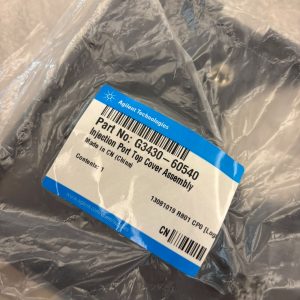 Agilent Technologies
Part No: G3430-60540
Injection Port Top Cover Assembly
Made in CN (China)
Contents: 1
CN